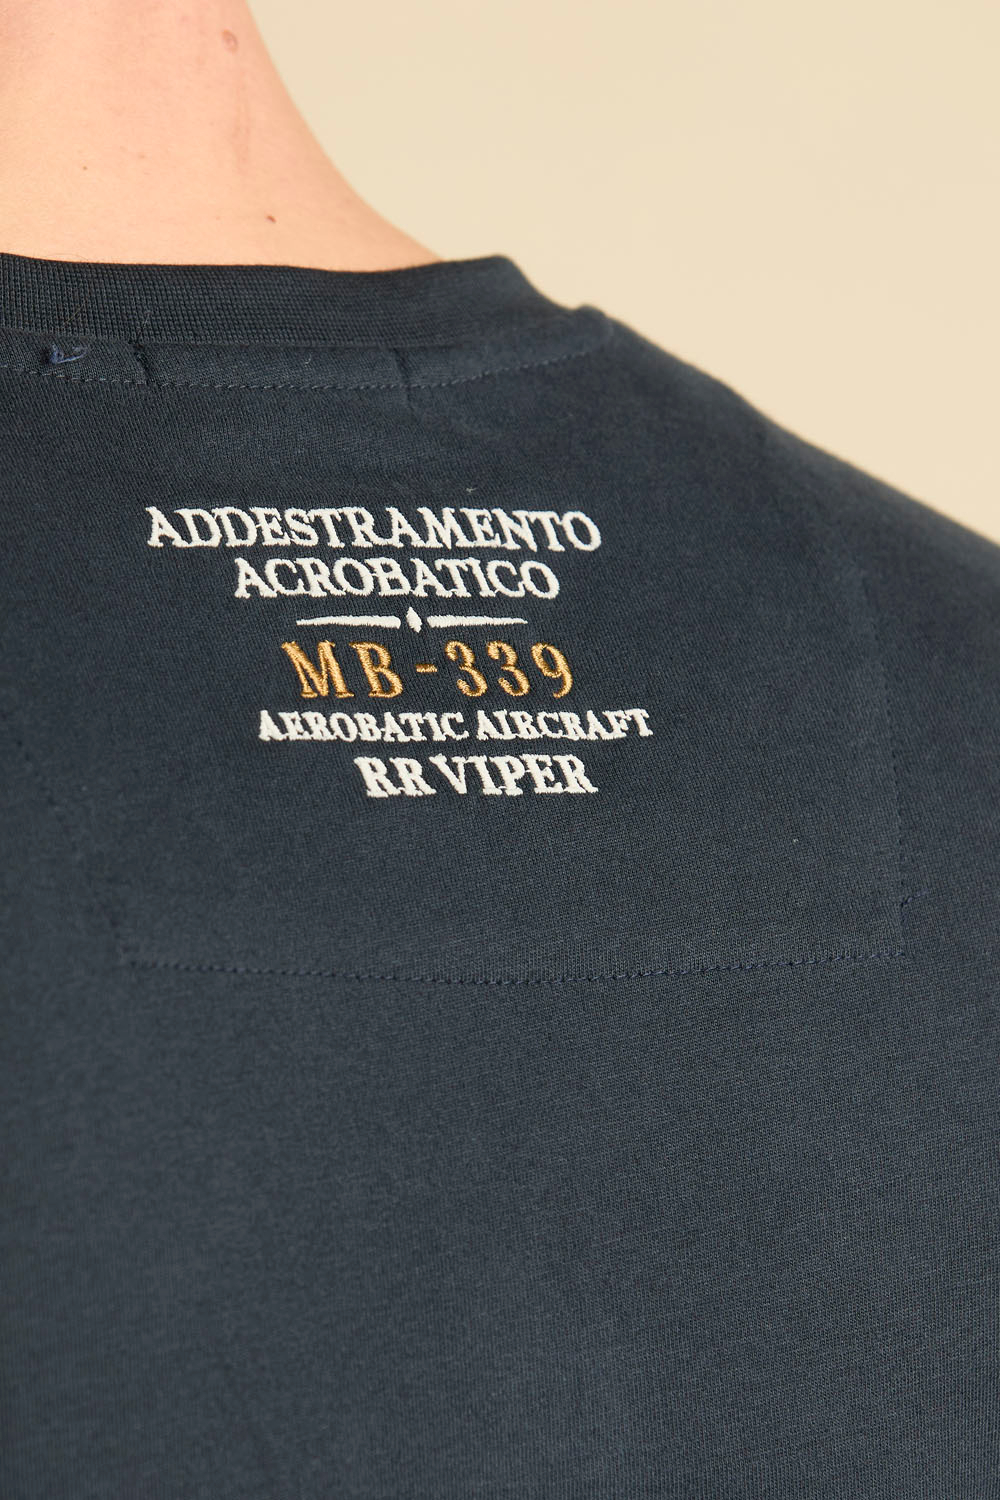 ADDESTRAMENTO
ACROBATICO
MB-339
AEROBATIC AIRCRAFT
RR VIPER